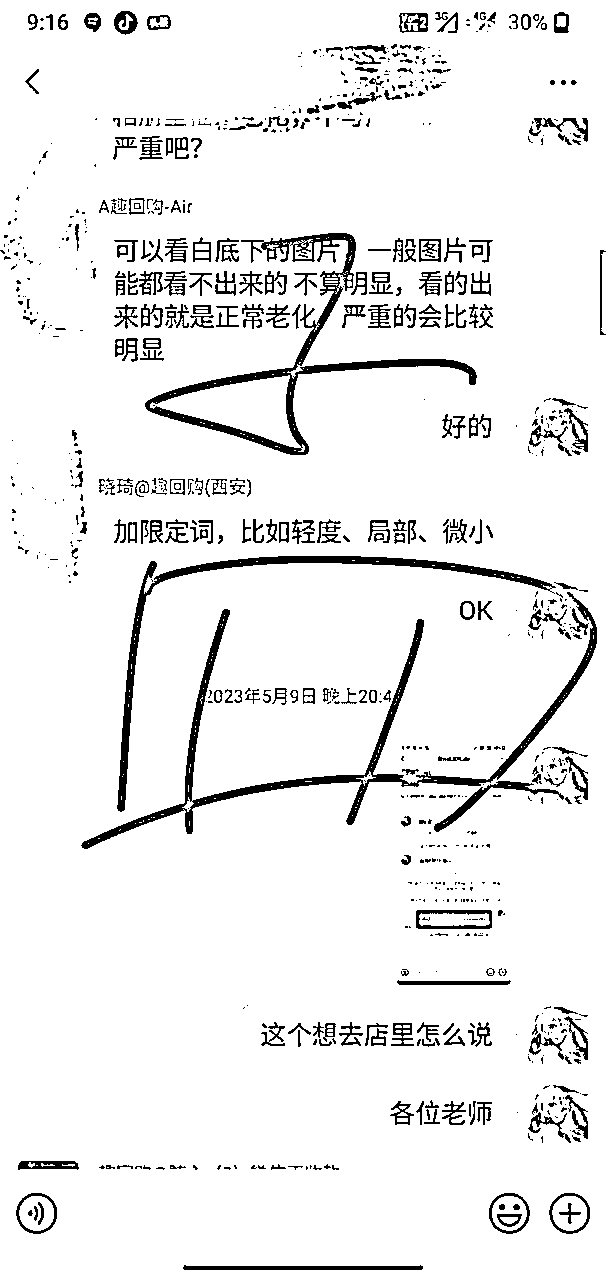 9:16 3G 4G 30%
严重吧？
A趣回购-Air
可以看白底下的图片，一般图片可
能都看不出来的 不算明显，看的出
来的就是正常老化，严重的会比较
明显
好的
晓琦@趣回购(西安)
加限定词，比如轻度、局部、微小
OK
2023年5月9日 晚上20:4
这个想去店里怎么说
各位老师